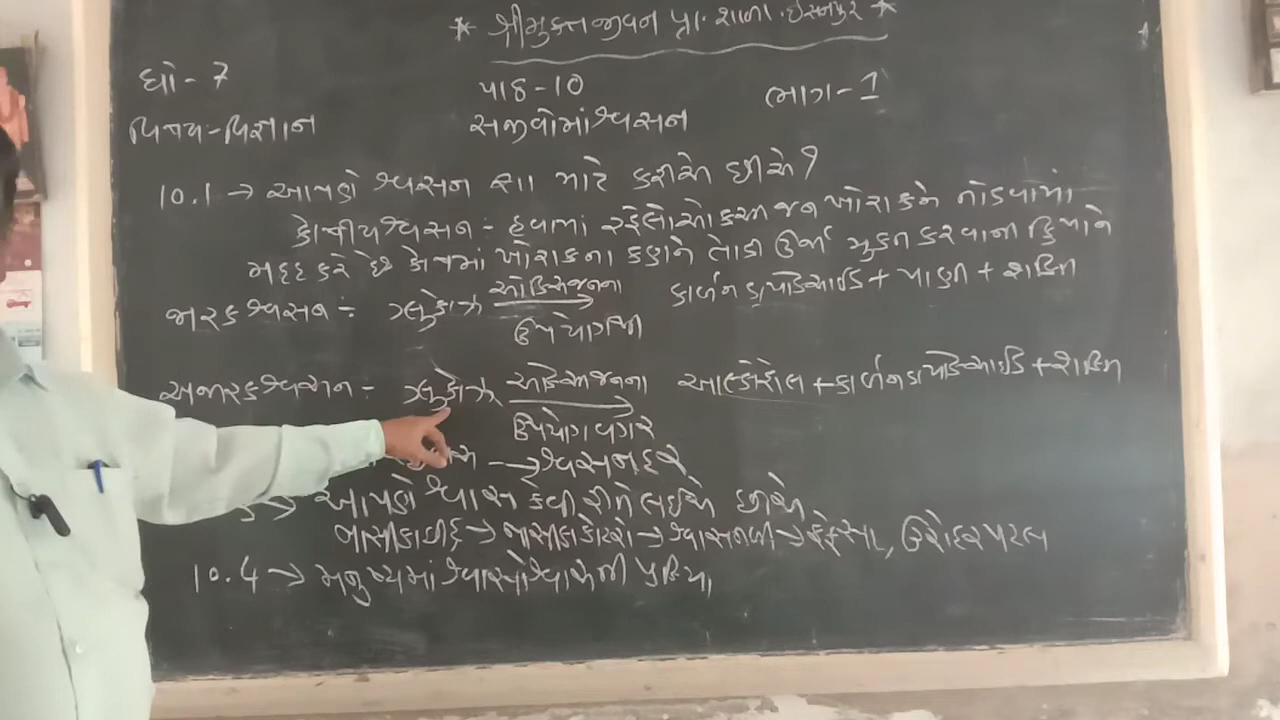 * શ્રીમુક્તજીવન પ્રા. શાળા. ઈસનપુર *
ધો - 7
પાઠ - 10
ભાગ - 1
વિષય - વિજ્ઞાન
સજીવોમાં શ્વસન
10.1 → આપણે શ્વસન શા માટે કરીએ છીએ?
કોષીય શ્વસન - હવામાં રહેલો ઓક્સિજન ખોરાકને તોડવામાં
મદદ કરે છે કોષમાં ખોરાકના કણોને તોડી ઉર્જા મુક્ત કરવાની ક્રિયાને
જારક શ્વસન :- ગ્લુકોઝ ઓક્સિજનના → કાર્બન ડાયોક્સાઈડ + પાણી + શક્તિ
ઉપયોગથી
અજારક શ્વસન :- ગ્લુકોઝ ઓક્સિજનના → આલ્કોહોલ + કાર્બન ડાયોક્સાઈડ + શક્તિ
ઉપયોગ વગર
→ શ્વસન દર
→ આપણે શ્વાસ કેવી રીતે લઈએ છીએ
નાસીકા છીદ્ર → નાસીકા કોટરો → શ્વાસનળી → ફેફસા, ઉરોદરપટલ
10.4 → મનુષ્યમાં શ્વાસોશ્વાસની પ્રક્રિયા